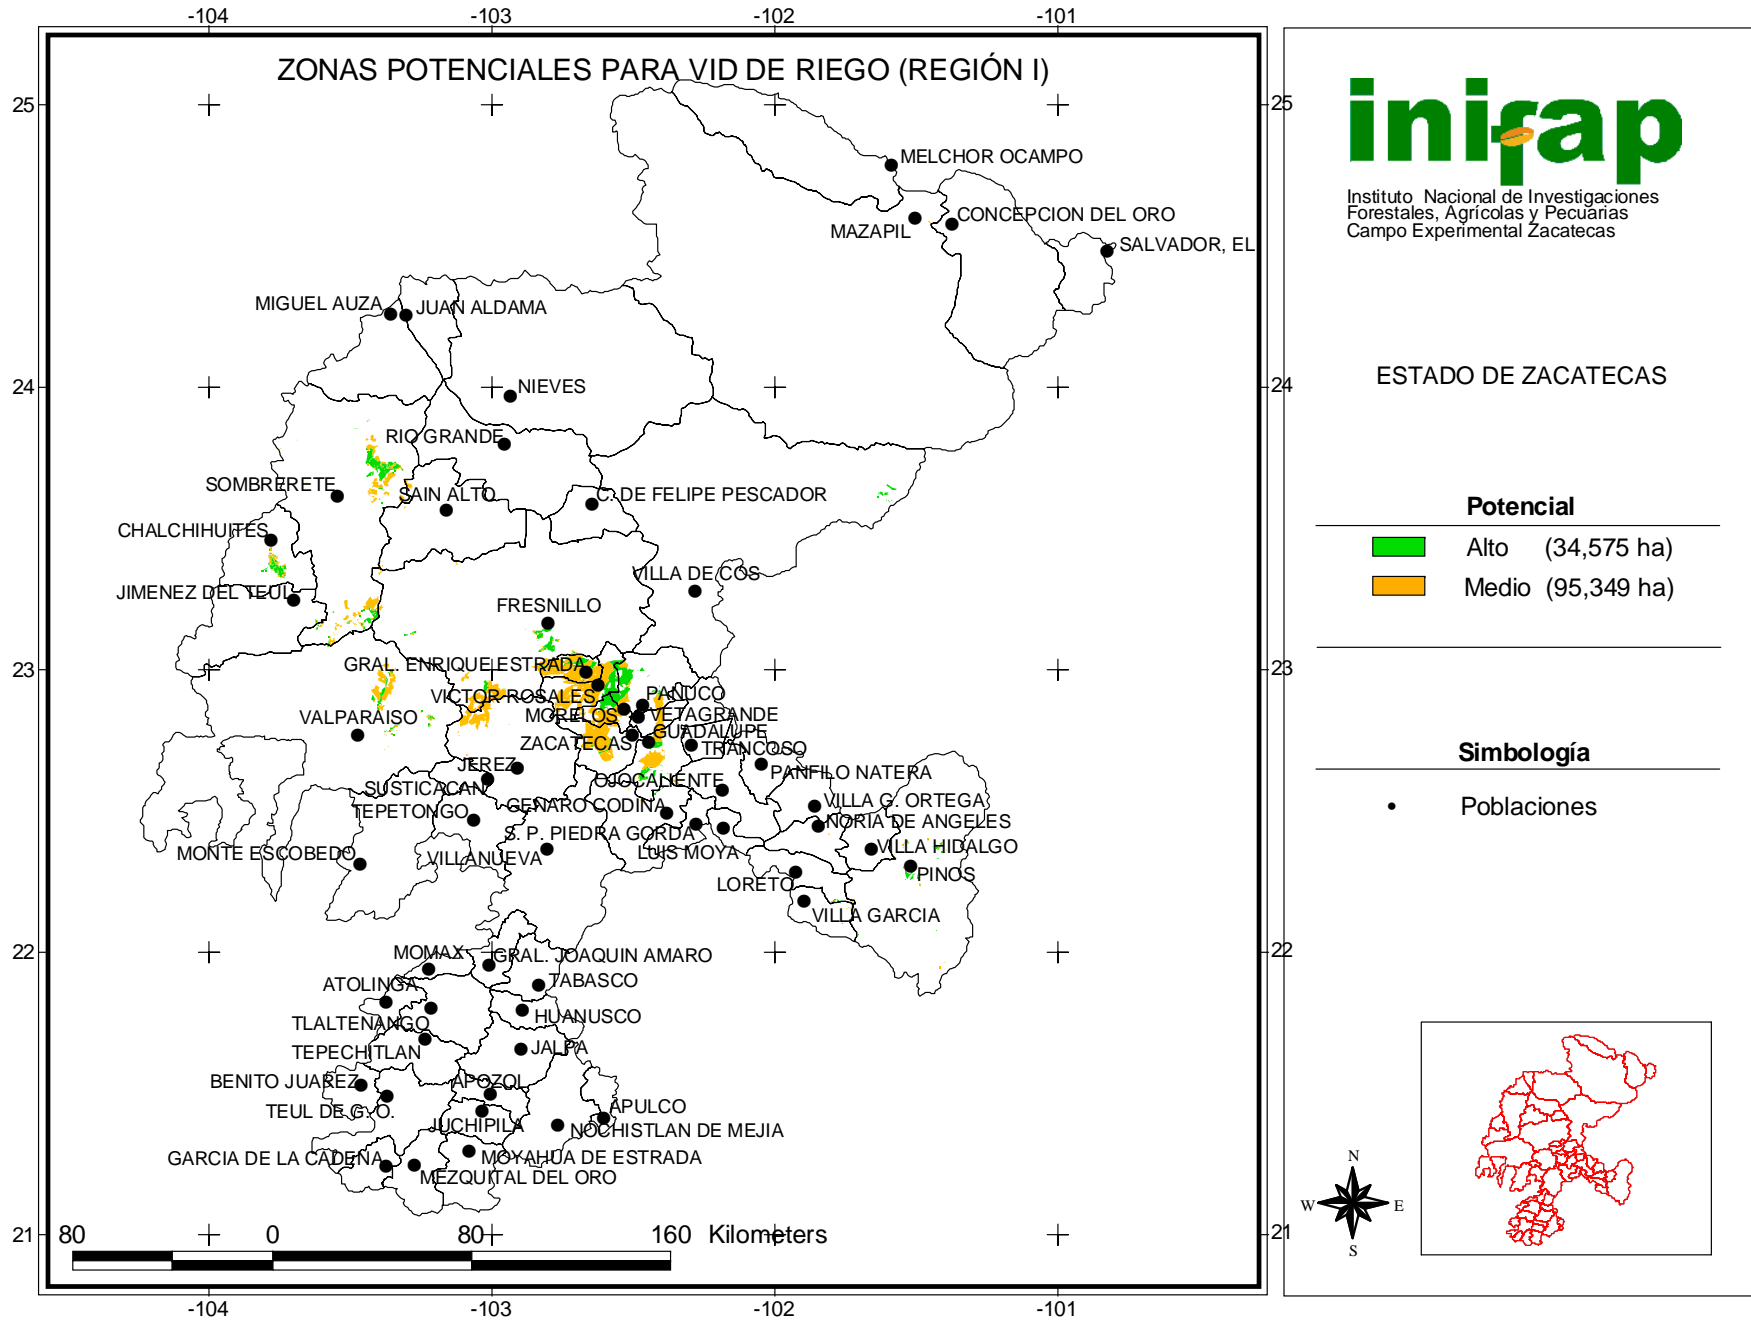 -104
-103
-102
-101
ZONAS POTENCIALES PARA VID DE RIEGO (REGIÓN I)
25
25
MELCHOR OCAMPO
CONCEPCION DEL ORO
MAZAPIL
SALVADOR, EL
MIGUEL AUZA
JUAN ALDAMA
24
24
NIEVES
RIO GRANDE
SOMBRERETE
SAIN ALTO
C. DE FELIPE PESCADOR
CHALCHIHUITES
JIMENEZ DEL TEUL
VILLA DE COS
FRESNILLO
23
23
GRAL. ENRIQUE ESTRADA
VICTOR ROSALES
PANUCO
VALPARAISO
MORELOS
VETAGRANDE
GUADALUPE
ZACATECAS
TRANCOSO
JEREZ
PANFILO NATERA
SUSTICACAN
OJOCALIENTE
TEPETONGO
GENARO CODINA
VILLA G. ORTEGA
NORIA DE ANGELES
S. P. PIEDRA GORDA
MONTE ESCOBEDO
VILLANUEVA
LUIS MOYA
VILLA HIDALGO
PINOS
LORETO
VILLA GARCIA
22
22
MOMAX
GRAL. JOAQUIN AMARO
ATOLINGA
TABASCO
TLALTENANGO
HUANUSCO
TEPECHITLAN
JALPA
BENITO JUAREZ
APOZOL
TEUL DE G. O.
APULCO
JUCHIPILA
NOCHISTLAN DE MEJIA
GARCIA DE LA CADENA
MOYAHUA DE ESTRADA
MEZQUITAL DEL ORO
21
21
80
0
80
160
Kilometers
-104
-103
-102
-101
inifap
Instituto Nacional de Investigaciones
Forestales, Agrícolas y Pecuarias
Campo Experimental Zacatecas
ESTADO DE ZACATECAS
Potencial
Alto (34,575 ha)
Medio (95,349 ha)
Simbología
Poblaciones
N
W
E
S